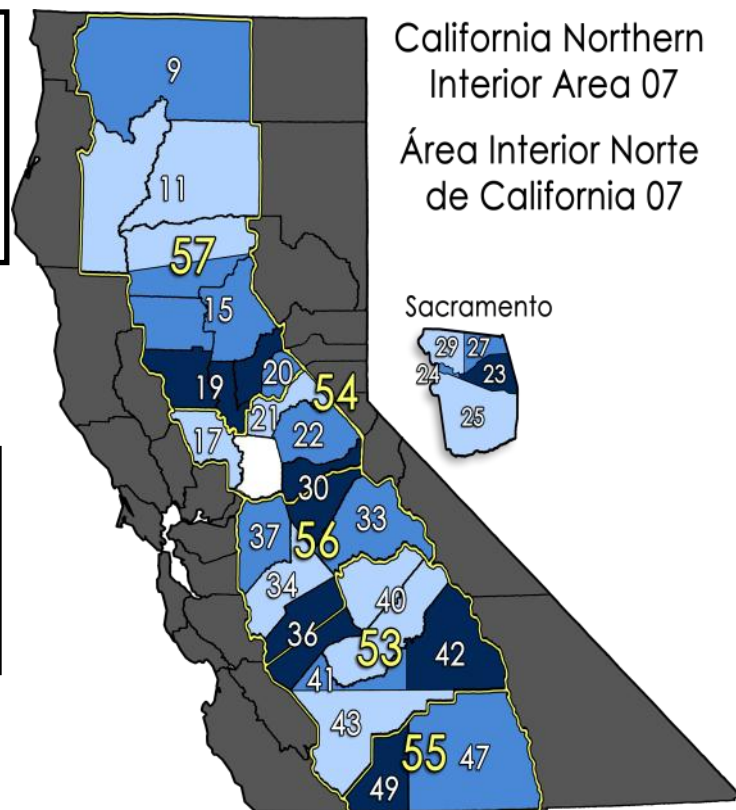 California Northern
Interior Area 07
Área Interior Norte
de California 07
9
11
57
15
Sacramento
29 27
24 23
25
19 20
54
21
17 22
30
37 56 33
34 40
36 53 42
41
43
55 47
49